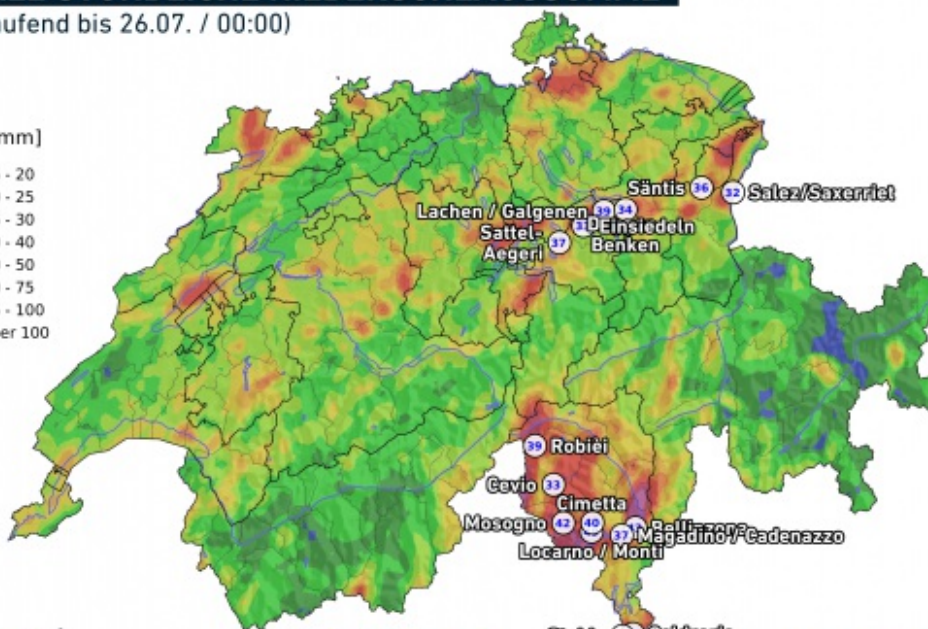 aufend bis 26.07. / 00:00)
mm]
- 20
- 25
- 30
- 40
- 50
- 75
- 100
er 100
Säntis 36
32 Salez/Saxerriet
Lachen / Galgenen 39 34
Einsiedeln
Sattel-
Aegeri 37
Benken
39 Robièi
Cevio 33
Cimetta
Mosogno 42 40
37 Magadino / Cadenazzo
Locarno / Monti